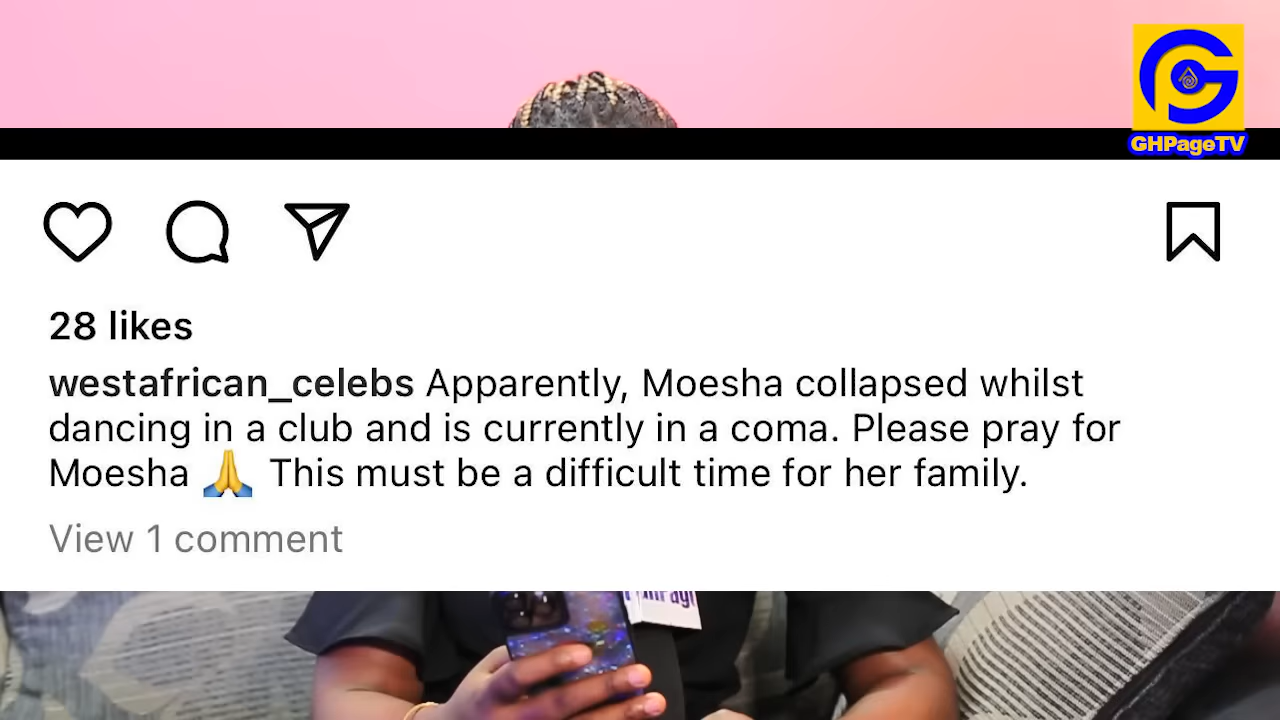 GHPageTV
28 likes
westafrican_celebs Apparently, Moesha collapsed whilst
dancing in a club and is currently in a coma. Please pray for
Moesha 🙏 This must be a difficult time for her family.
View 1 comment